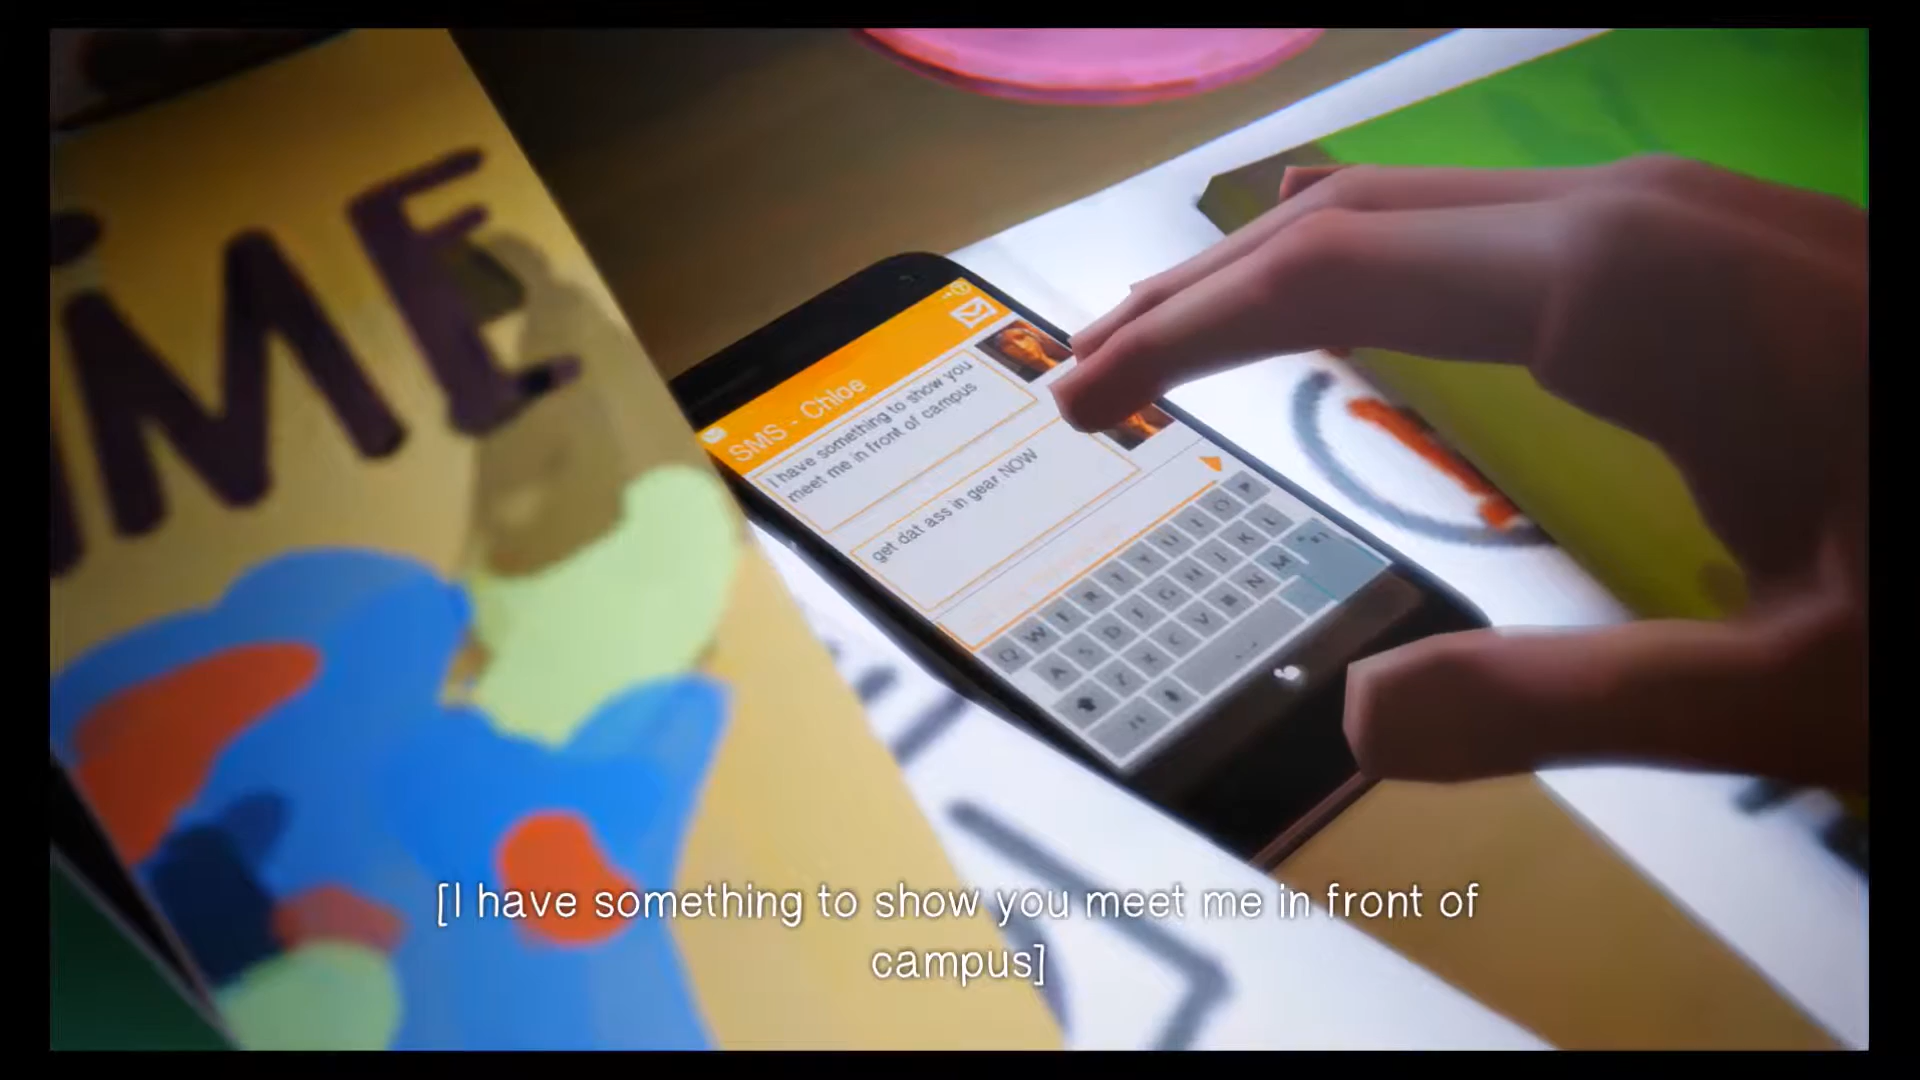 iME
SMS - Chloe
I have something to show you
meet me in front of campus
get dat ass in gear NOW
[I have something to show you meet me in front of
campus]